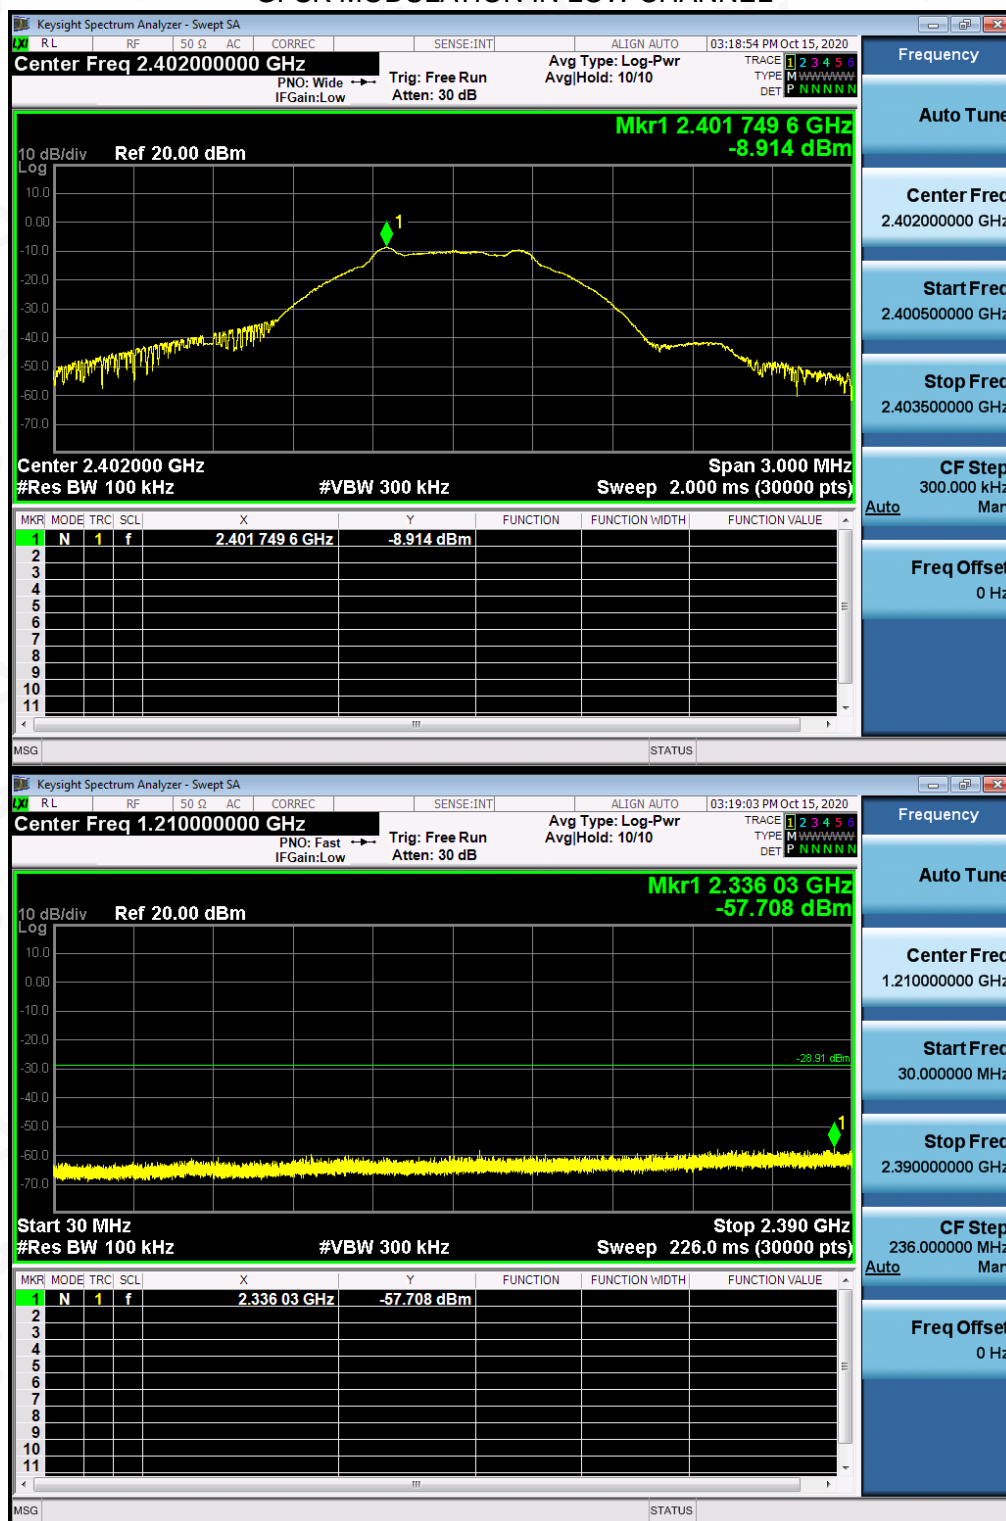 Keysight Spectrum Analyzer - Swept SA
LXI RL RF 50 Ω AC CORREC SENSE:INT ALIGN AUTO 03:18:54 PM Oct 15, 2020
Center Freq 2.402000000 GHz
PNO: Wide
IFGain:Low
Trig: Free Run
Atten: 30 dB
Avg Type: Log-Pwr
Avg|Hold: 10/10
TRACE 1 2 3 4 5 6
TYPE M WWWWW
DET P N N N N N
Mkr1 2.401 749 6 GHz
-8.914 dBm
10 dB/div Ref 20.00 dBm
Log
10.0
0.00
-10.0
-20.0
-30.0
-40.0
-50.0
-60.0
-70.0
1
Center 2.402000 GHz Span 3.000 MHz
#Res BW 100 kHz #VBW 300 kHz Sweep 2.000 ms (30000 pts)
MKR MODE TRC SCL X Y FUNCTION FUNCTION WIDTH FUNCTION VALUE
1 N 1 f 2.401 749 6 GHz -8.914 dBm
2
3
4
5
6
7
8
9
10
11
MSG STATUS
Frequency
Auto Tune
Center Freq
2.402000000 GHz
Start Freq
2.400500000 GHz
Stop Freq
2.403500000 GHz
CF Step
300.000 kHz
Auto Man
Freq Offset
0 Hz
Keysight Spectrum Analyzer - Swept SA
LXI RL RF 50 Ω AC CORREC SENSE:INT ALIGN AUTO 03:19:03 PM Oct 15, 2020
Center Freq 1.210000000 GHz
PNO: Fast
IFGain:Low
Trig: Free Run
Atten: 30 dB
Avg Type: Log-Pwr
Avg|Hold: 10/10
TRACE 1 2 3 4 5 6
TYPE M WWWWW
DET P N N N N N
Mkr1 2.336 03 GHz
-57.708 dBm
10 dB/div Ref 20.00 dBm
Log
10.0
0.00
-10.0
-20.0
-30.0
-40.0
-50.0
-60.0
-70.0
-28.91 dBm
1
Start 30 MHz Stop 2.390 GHz
#Res BW 100 kHz #VBW 300 kHz Sweep 226.0 ms (30000 pts)
MKR MODE TRC SCL X Y FUNCTION FUNCTION WIDTH FUNCTION VALUE
1 N 1 f 2.336 03 GHz -57.708 dBm
2
3
4
5
6
7
8
9
10
11
MSG STATUS
Frequency
Auto Tune
Center Freq
1.210000000 GHz
Start Freq
30.000000 MHz
Stop Freq
2.390000000 GHz
CF Step
236.000000 MHz
Auto Man
Freq Offset
0 Hz